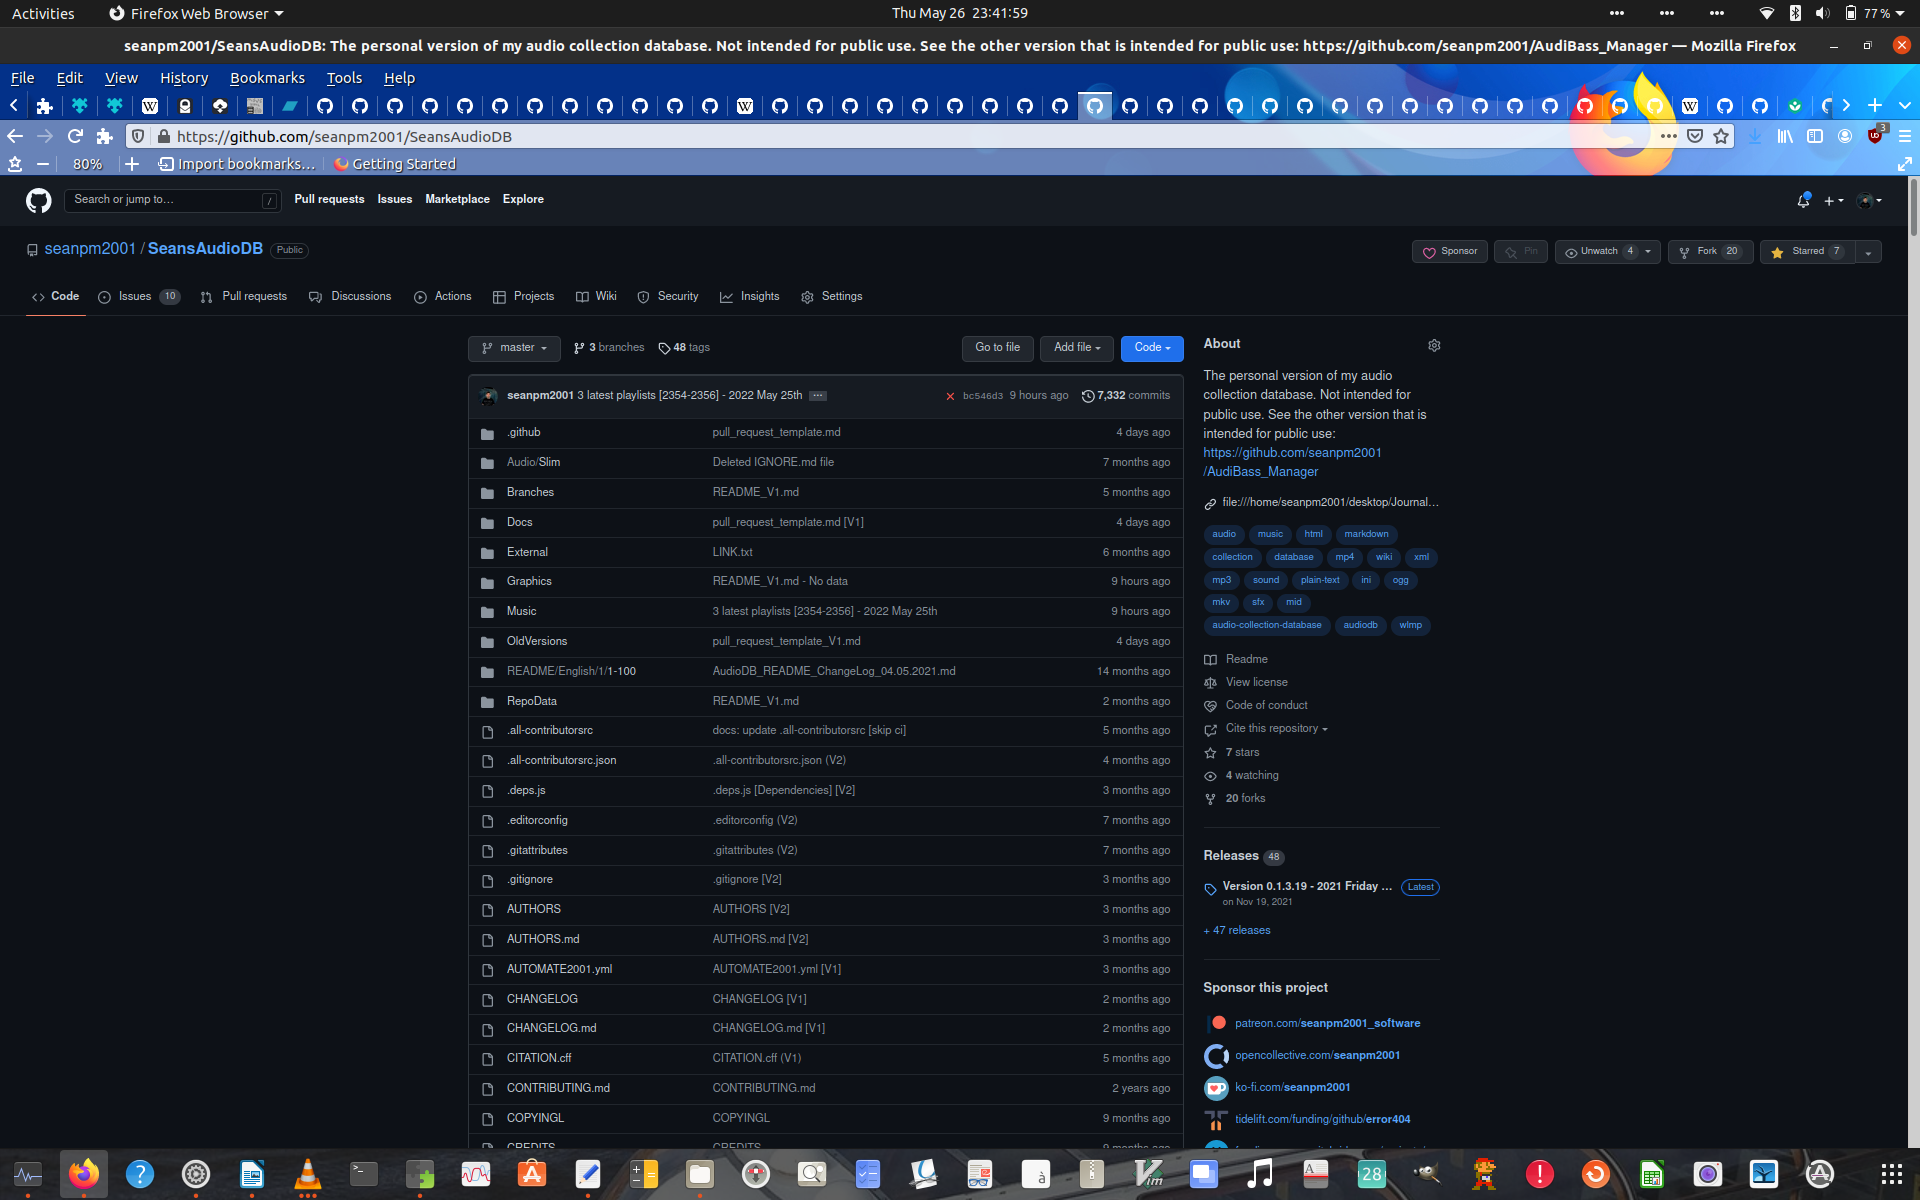 Activities Firefox Web Browser Thu May 26 23:41:59 77 %
seanpm2001/SeansAudioDB: The personal version of my audio collection database. Not intended for public use. See the other version that is intended for public use: https://github.com/seanpm2001/AudiBass_Manager — Mozilla Firefox
File Edit View History Bookmarks Tools Help
https://github.com/seanpm2001/SeansAudioDB 3
80% Import bookmarks... Getting Started
Search or jump to... / Pull requests Issues Marketplace Explore
seanpm2001 / SeansAudioDB Public Sponsor Pin Unwatch 4 Fork 20 Starred 7
Code Issues 10 Pull requests Discussions Actions Projects Wiki Security Insights Settings
master 3 branches 48 tags Go to file Add file Code
seanpm2001 3 latest playlists [2354-2356] - 2022 May 25th ... bc546d3 9 hours ago 7,332 commits
.github pull_request_template.md 4 days ago
Audio/Slim Deleted IGNORE.md file 7 months ago
Branches README_V1.md 5 months ago
Docs pull_request_template.md [V1] 4 days ago
External LINK.txt 6 months ago
Graphics README_V1.md - No data 9 hours ago
Music 3 latest playlists [2354-2356] - 2022 May 25th 9 hours ago
OldVersions pull_request_template_V1.md 4 days ago
README/English/1/1-100 AudioDB_README_ChangeLog_04.05.2021.md 14 months ago
RepoData README_V1.md 2 months ago
.all-contributorsrc docs: update .all-contributorsrc [skip ci] 5 months ago
.all-contributorsrc.json .all-contributorsrc.json (V2) 4 months ago
.deps.js .deps.js [Dependencies] [V2] 3 months ago
.editorconfig .editorconfig (V2) 7 months ago
.gitattributes .gitattributes (V2) 7 months ago
.gitignore .gitignore [V2] 3 months ago
AUTHORS AUTHORS [V2] 3 months ago
AUTHORS.md AUTHORS.md [V2] 3 months ago
AUTOMATE2001.yml AUTOMATE2001.yml [V1] 3 months ago
CHANGELOG CHANGELOG [V1] 2 months ago
CHANGELOG.md CHANGELOG.md [V1] 2 months ago
CITATION.cff CITATION.cff (V1) 5 months ago
CONTRIBUTING.md CONTRIBUTING.md 2 years ago
COPYINGL COPYINGL 9 months ago
CREDITS CREDITS 9 months ago
About
The personal version of my audio
collection database. Not intended for
public use. See the other version that is
intended for public use:
https://github.com/seanpm2001
/AudiBass_Manager
file:///home/seanpm2001/desktop/Journal...
audio music html markdown
collection database mp4 wiki xml
mp3 sound plain-text ini ogg
mkv sfx mid
audio-collection-database audiodb wlmp
Readme
View license
Code of conduct
Cite this repository
7 stars
4 watching
20 forks
Releases 48
Version 0.1.3.19 - 2021 Friday ... Latest
on Nov 19, 2021
+ 47 releases
Sponsor this project
patreon.com/seanpm2001_software
opencollective.com/seanpm2001
ko-fi.com/seanpm2001
tidelift.com/funding/github/error404
28